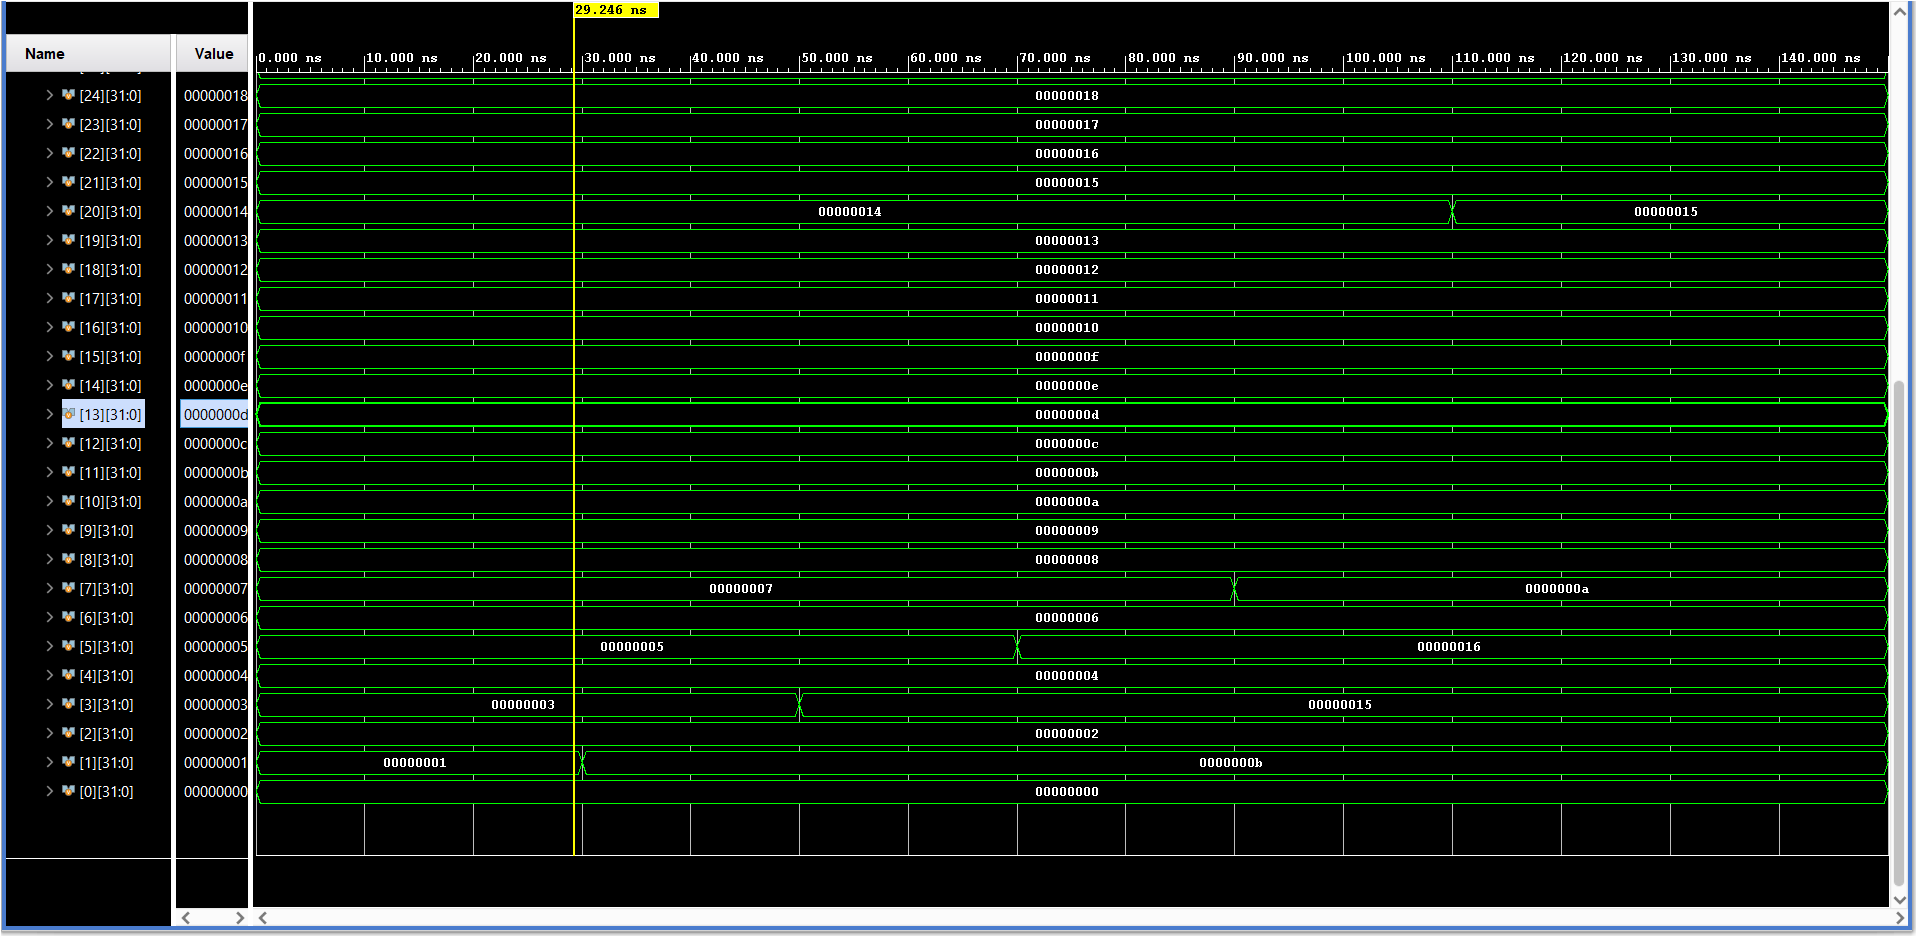 29.246 ns
Name Value 0.000 ns 10.000 ns 20.000 ns 30.000 ns 40.000 ns 50.000 ns 60.000 ns 70.000 ns 80.000 ns 90.000 ns 100.000 ns 110.000 ns 120.000 ns 130.000 ns 140.000 ns
[24][31:0] 00000018 00000018
[23][31:0] 00000017 00000017
[22][31:0] 00000016 00000016
[21][31:0] 00000015 00000015
[20][31:0] 00000014 00000014 00000015
[19][31:0] 00000013 00000013
[18][31:0] 00000012 00000012
[17][31:0] 00000011 00000011
[16][31:0] 00000010 00000010
[15][31:0] 0000000f 0000000f
[14][31:0] 0000000e 0000000e
[13][31:0] 0000000d 0000000d
[12][31:0] 0000000c 0000000c
[11][31:0] 0000000b 0000000b
[10][31:0] 0000000a 0000000a
[9][31:0] 00000009 00000009
[8][31:0] 00000008 00000008
[7][31:0] 00000007 00000007 0000000a
[6][31:0] 00000006 00000006
[5][31:0] 00000005 00000005 00000016
[4][31:0] 00000004 00000004
[3][31:0] 00000003 00000003 00000015
[2][31:0] 00000002 00000002
[1][31:0] 00000001 00000001 0000000b
[0][31:0] 00000000 00000000